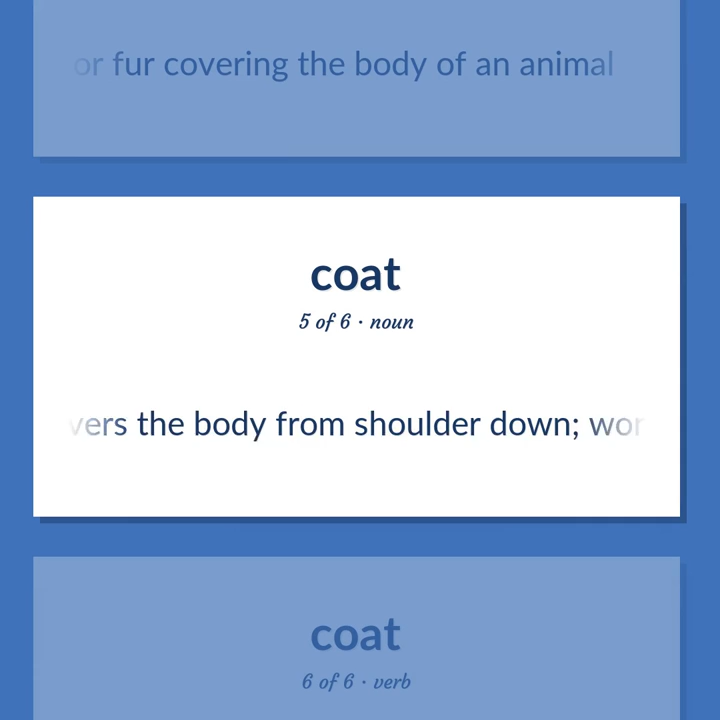 or fur covering the body of an animal
coat
5 of 6 · noun
vers the body from shoulder down; wor
coat
6 of 6 · verb